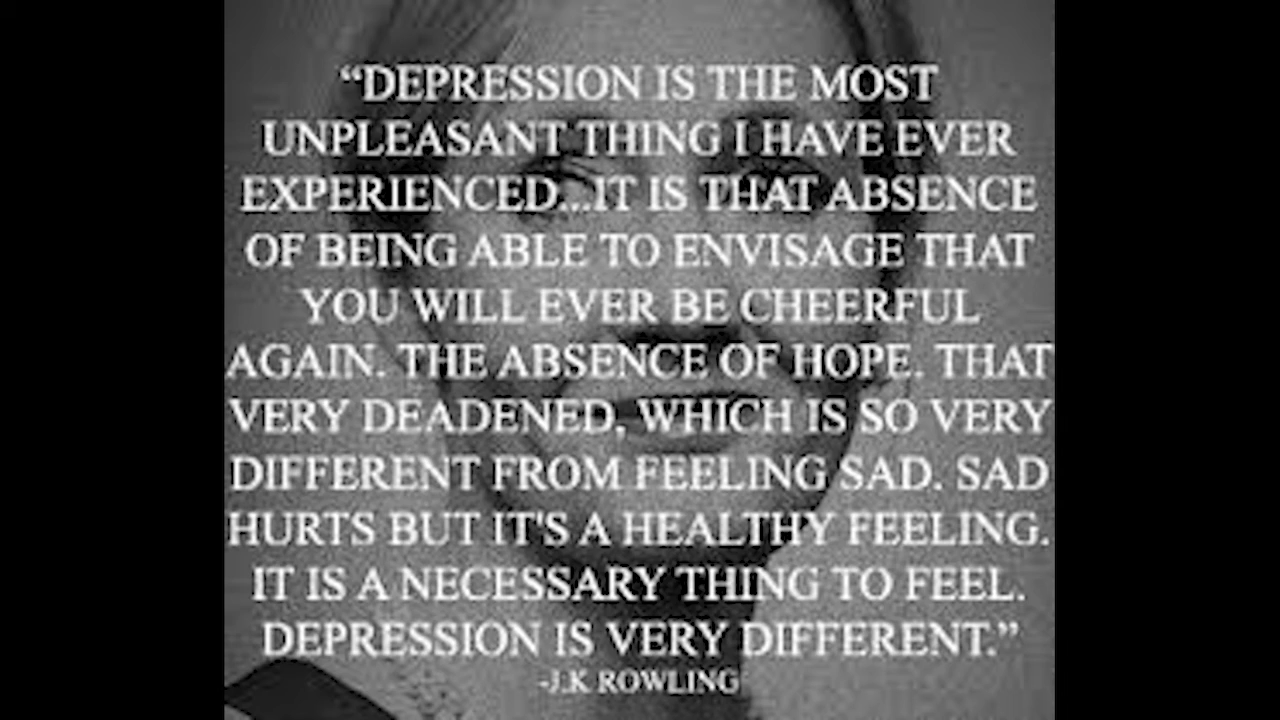 “DEPRESSION IS THE MOST
UNPLEASANT THING I HAVE EVER
EXPERIENCED...IT IS THAT ABSENCE
OF BEING ABLE TO ENVISAGE THAT
YOU WILL EVER BE CHEERFUL
AGAIN. THE ABSENCE OF HOPE. THAT
VERY DEADENED, WHICH IS SO VERY
DIFFERENT FROM FEELING SAD. SAD
HURTS BUT IT'S A HEALTHY FEELING.
IT IS A NECESSARY THING TO FEEL.
DEPRESSION IS VERY DIFFERENT.”
-J.K ROWLING